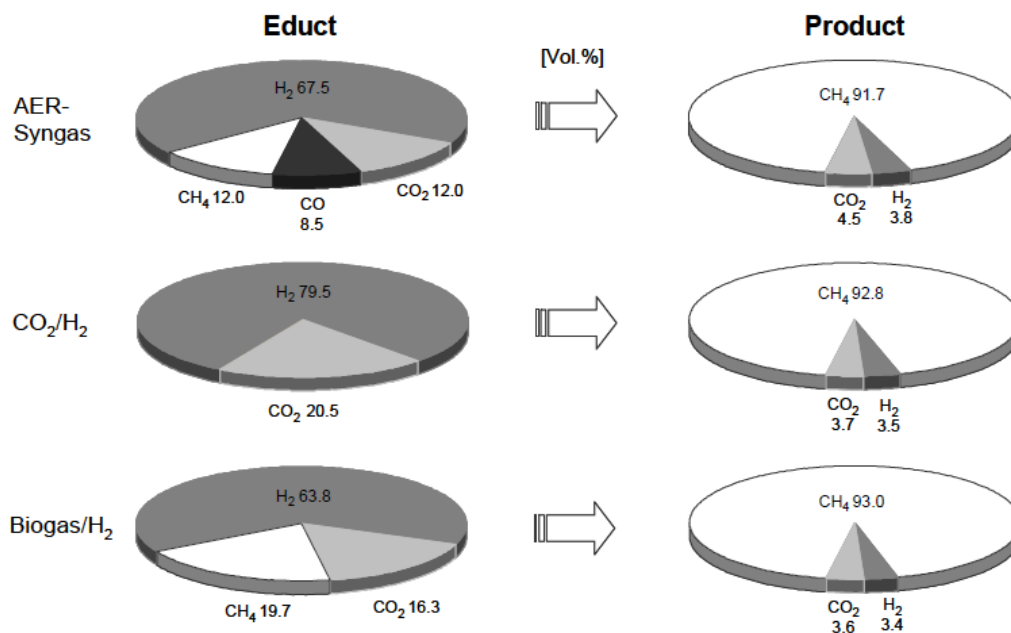 Educt
[Vol.%]
Product
AER-
Syngas
H₂ 67.5
CH₄ 12.0
CO
8.5
CO₂ 12.0
CH₄ 91.7
CO₂
4.5
H₂
3.8
CO₂/H₂
H₂ 79.5
CO₂ 20.5
CH₄ 92.8
CO₂
3.7
H₂
3.5
Biogas/H₂
H₂ 63.8
CH₄ 19.7
CO₂ 16.3
CH₄ 93.0
CO₂
3.6
H₂
3.4